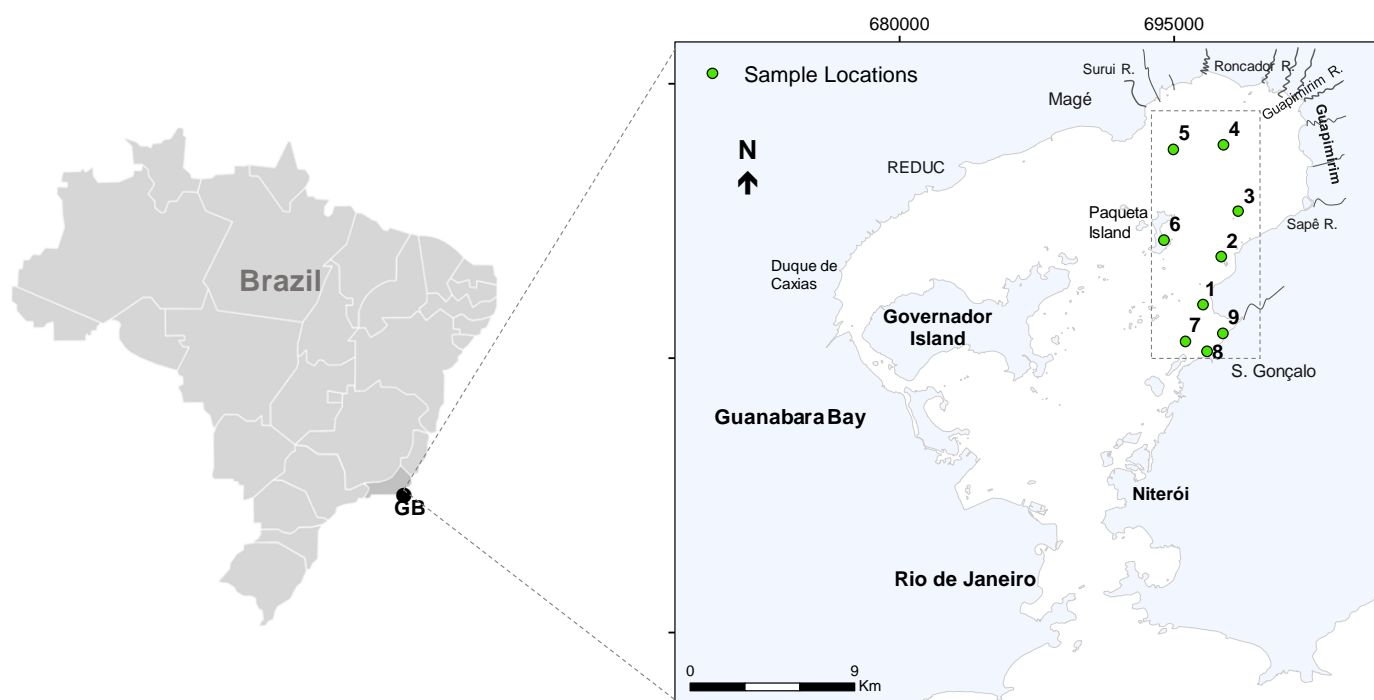 680000
695000
Sample Locations
Surui R.
Roncador R.
Guapimirim R.
Magé
Guapimirim
N
5
4
REDUC
3
Paqueta
Island
6
Sapê R.
2
Duque de
Caxias
Brazil
1
9
7
Governador
Island
8
S. Gonçalo
Guanabara Bay
Niterói
GB
Rio de Janeiro
0
9
Km